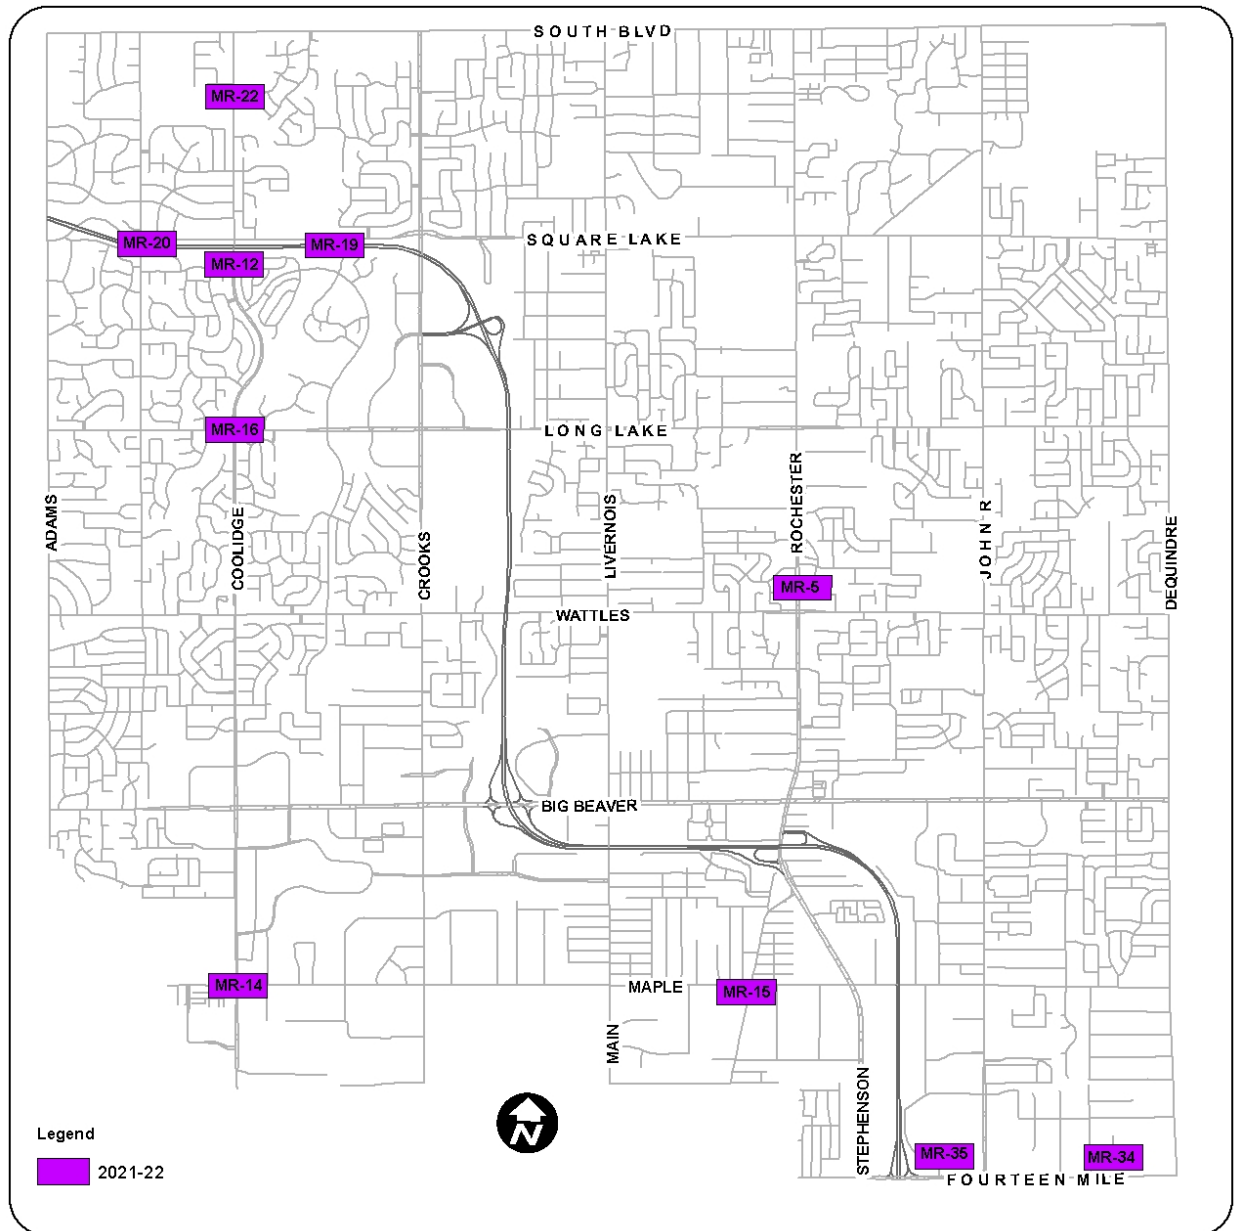 SOUTH BLVD
MR-22
MR-20
MR-19
SQUARE LAKE
MR-12
MR-16
LONG LAKE
ADAMS
COOLIDGE
CROOKS
LIVERNOIS
ROCHESTER
JOHN R
DEQUINDRE
MR-5
WATTLES
BIG BEAVER
MR-14
MAPLE
MR-15
MAIN
STEPHENSON
N
Legend
2021-22
MR-35
MR-34
FOURTEEN MILE